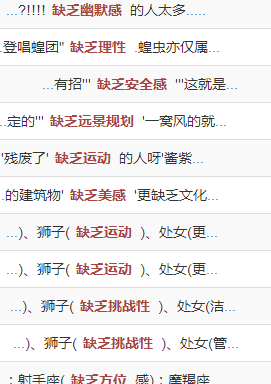 ...?!!!! 缺乏幽默感 的人太多.....
.登唱蝗团" 缺乏理性 .蝗虫亦仅属...
...有招''' 缺乏安全感 '''这就是...
...定的''' 缺乏远景规划 '一窝风的就...
'残废了' 缺乏运动 的人呀'酱紫...
.的建筑物' 缺乏美感 '更缺乏文化...
...)、狮子( 缺乏运动 )、处女(更...
...)、狮子( 缺乏运动 )、处女(更...
...)、狮子( 缺乏挑战性 )、处女(洁...
...)、狮子( 缺乏挑战性 )、处女(管...
；射手座( 缺乏方位 感)；魔羯座